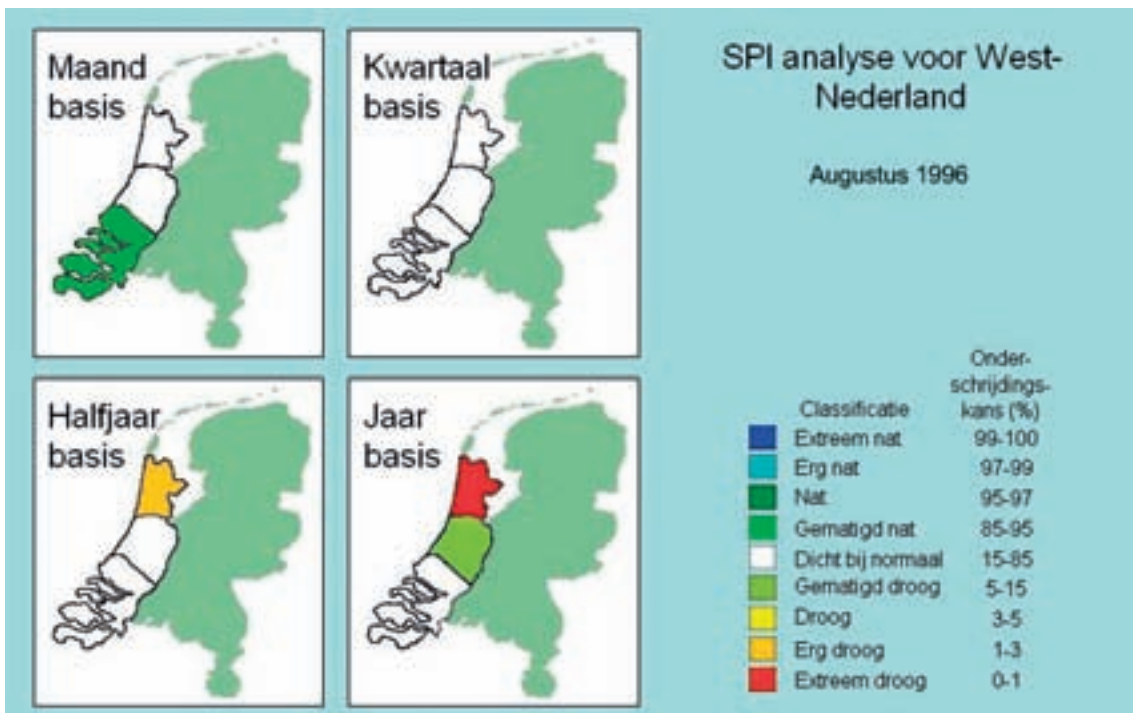 Maand
basis
Kwartaal
basis
Halfjaar
basis
Jaar
basis
SPI analyse voor West-
Nederland
Augustus 1996
Onder-
schrijdings-
Classificatie kans (%)
Extreem nat 99-100
Erg nat 97-99
Nat 95-97
Gematigd nat 85-95
Dicht bij normaal 15-85
Gematigd droog 5-15
Droog 3-5
Erg droog 1-3
Extreem droog 0-1